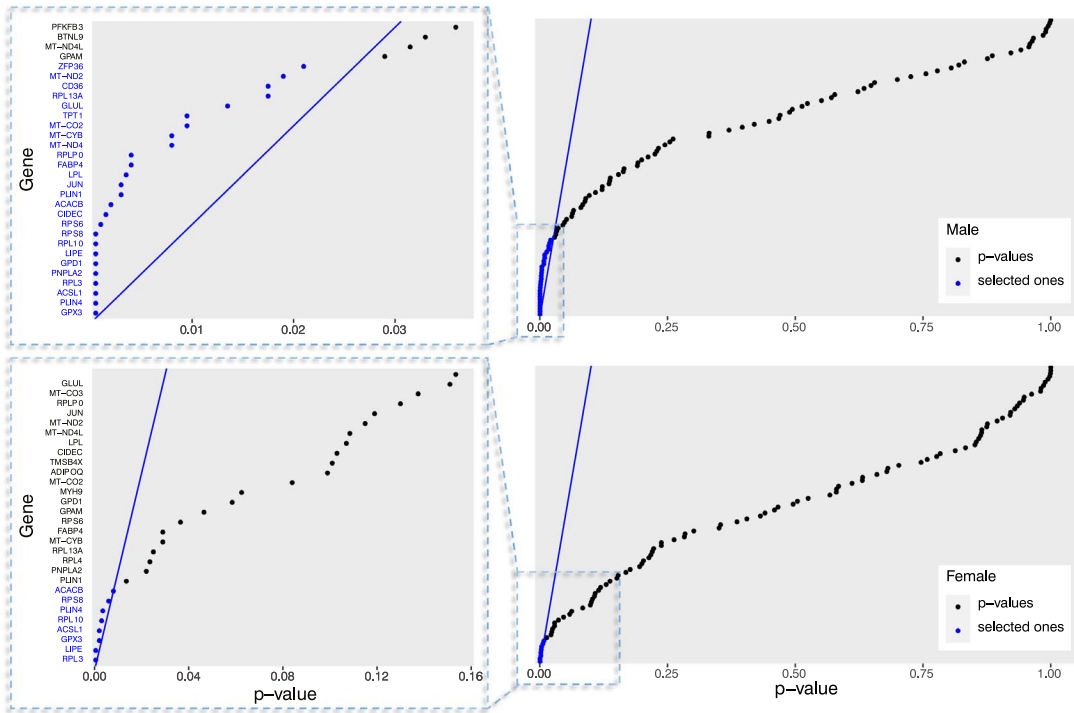 PFKFB3
BTNL9
MT−ND4L
GPAM
ZFP36
MT−ND2
CD36
RPL13A
GLUL
TPT1
MT−CO2
MT−CYB
MT−ND4
RPLP0
FABP4
LPL
JUN
PLIN1
ACACB
CIDEC
RPS6
RPS8
RPL10
LIPE
GPD1
PNPLA2
RPL3
ACSL1
PLIN4
GPX3
Gene
0.01 0.02 0.03
Male
p−values
selected ones
0.00 0.25 0.50 0.75 1.00
GLUL
MT−CO3
RPLP0
JUN
MT−ND2
MT−ND4L
LPL
CIDEC
TMSB4X
ADIPOQ
MT−CO2
MYH9
GPD1
GPAM
RPS6
FABP4
MT−CYB
RPL13A
RPL4
PNPLA2
PLIN1
ACACB
RPS8
PLIN4
RPL10
ACSL1
GPX3
LIPE
RPL3
Gene
0.00 0.04 0.08 0.12 0.16
p−value
Female
p−values
selected ones
0.00 0.25 0.50 0.75 1.00
p−value